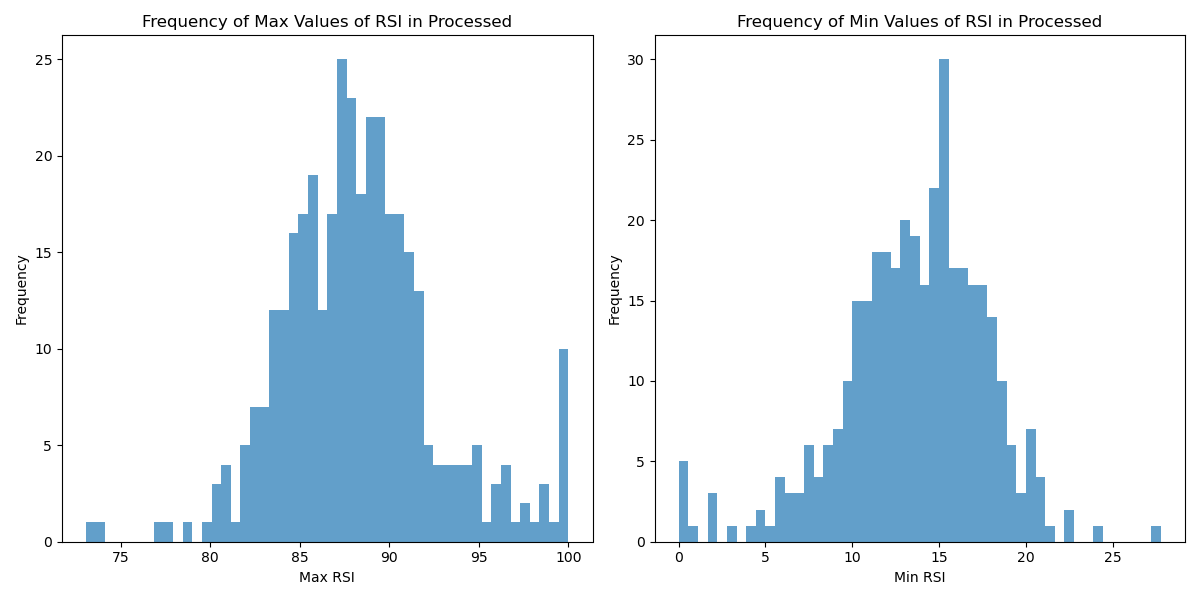 Frequency of Max Values of RSI in Processed
Frequency
25
20
15
10
5
0
75 80 85 90 95 100
Max RSI
Frequency of Min Values of RSI in Processed
Frequency
30
25
20
15
10
5
0
0 5 10 15 20 25
Min RSI